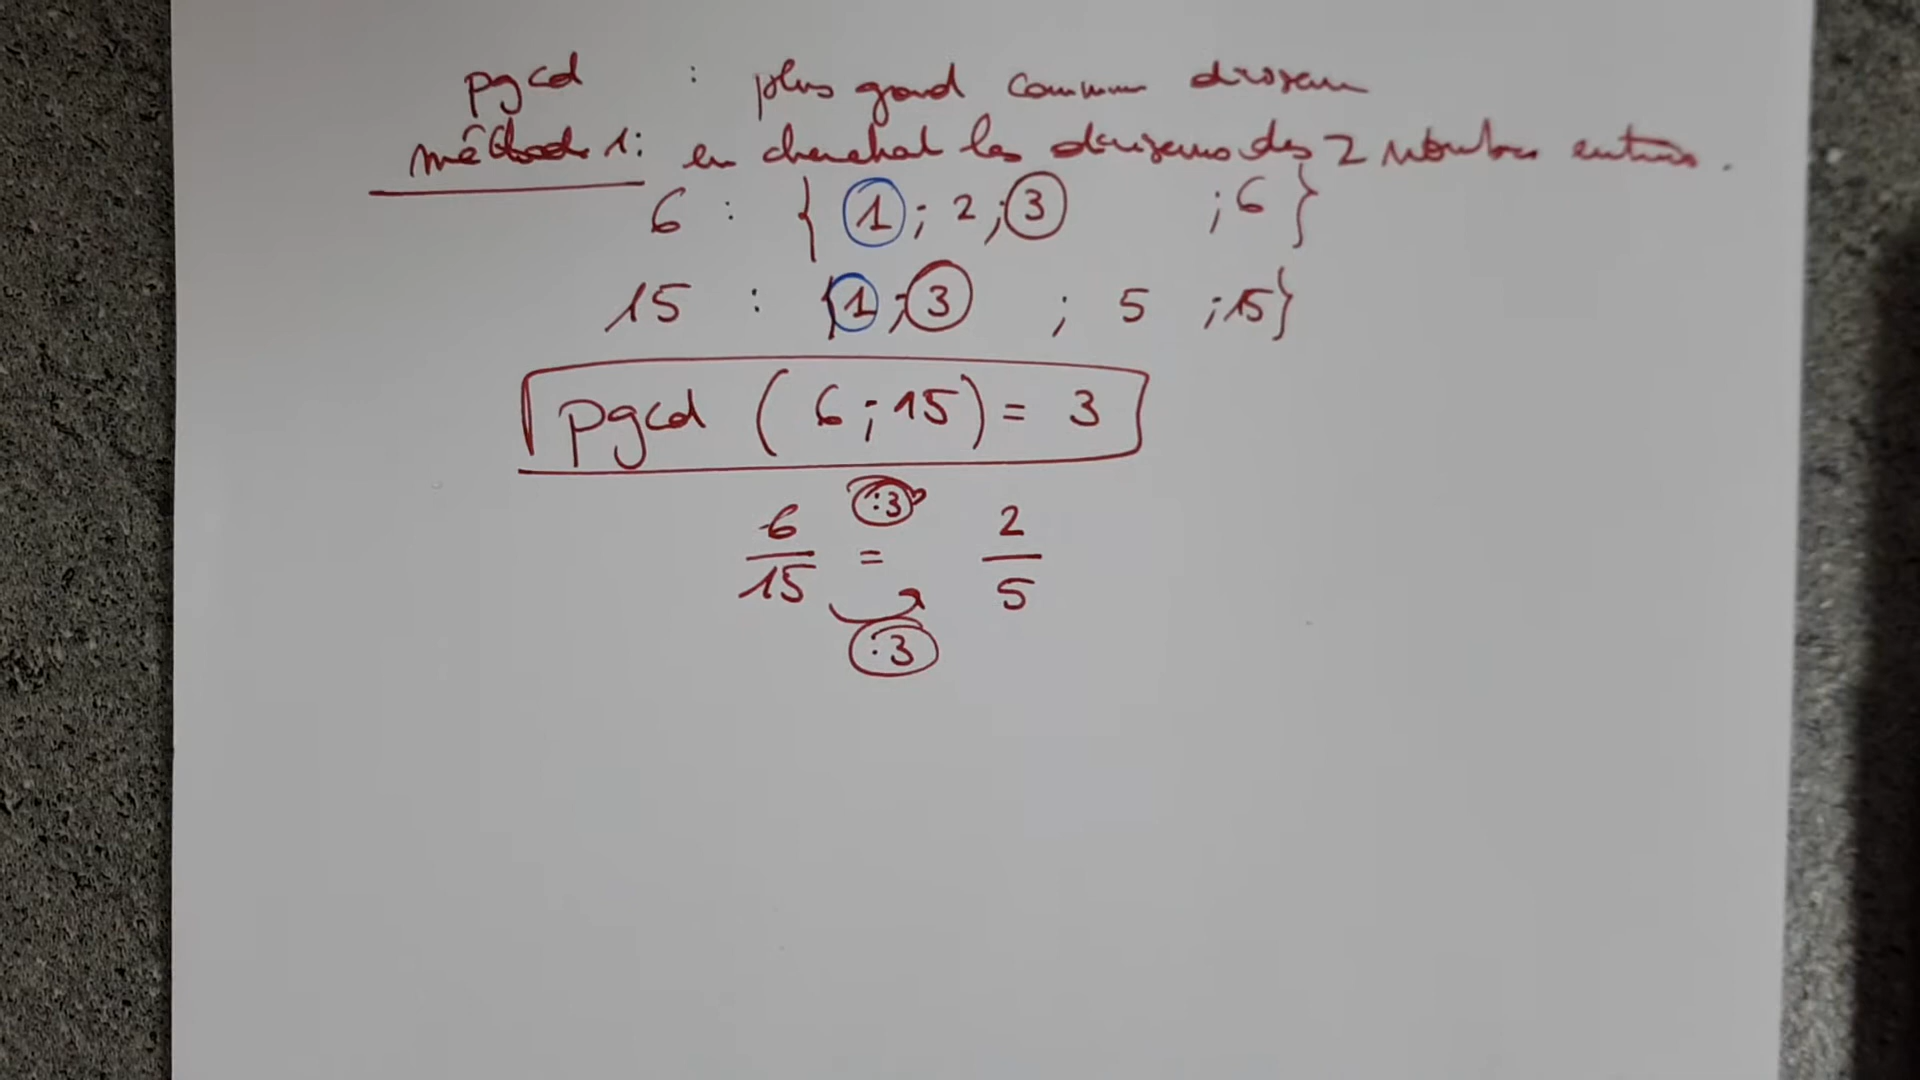 pgcd : plus grand commun diviseur
méthode 1: en cherchant les diviseurs des 2 nombres entiers.
6 : { 1 ; 2 ; 3 ; 6 }
15 : { 1 ; 3 ; 5 ; 15 }
pgcd ( 6 ; 15 ) = 3
:3
6/15 = 2/5
:3